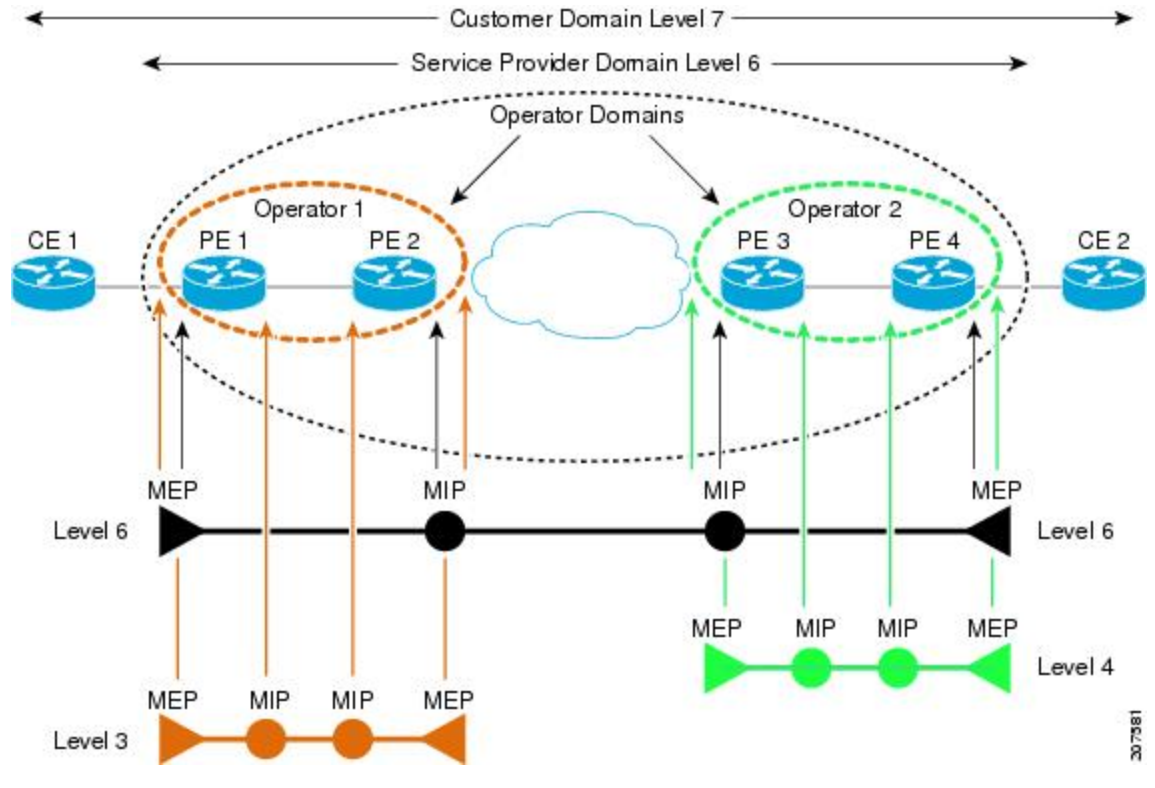 Customer Domain Level 7
Service Provider Domain Level 6
Operator Domains
Operator 1
Operator 2
CE 1
PE 1
PE 2
PE 3
PE 4
CE 2
MEP
MIP
MIP
MEP
Level 6
Level 6
MEP
MIP
MIP
MEP
Level 4
MEP
MIP
MIP
MEP
Level 3
207581